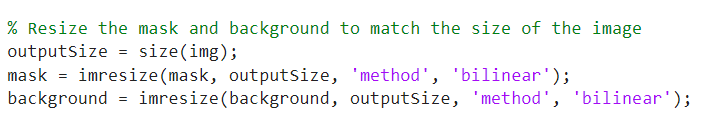 % Resize the mask and background to match the size of the image
outputSize = size(img);
mask = imresize(mask, outputSize, 'method', 'bilinear');
background = imresize(background, outputSize, 'method', 'bilinear');